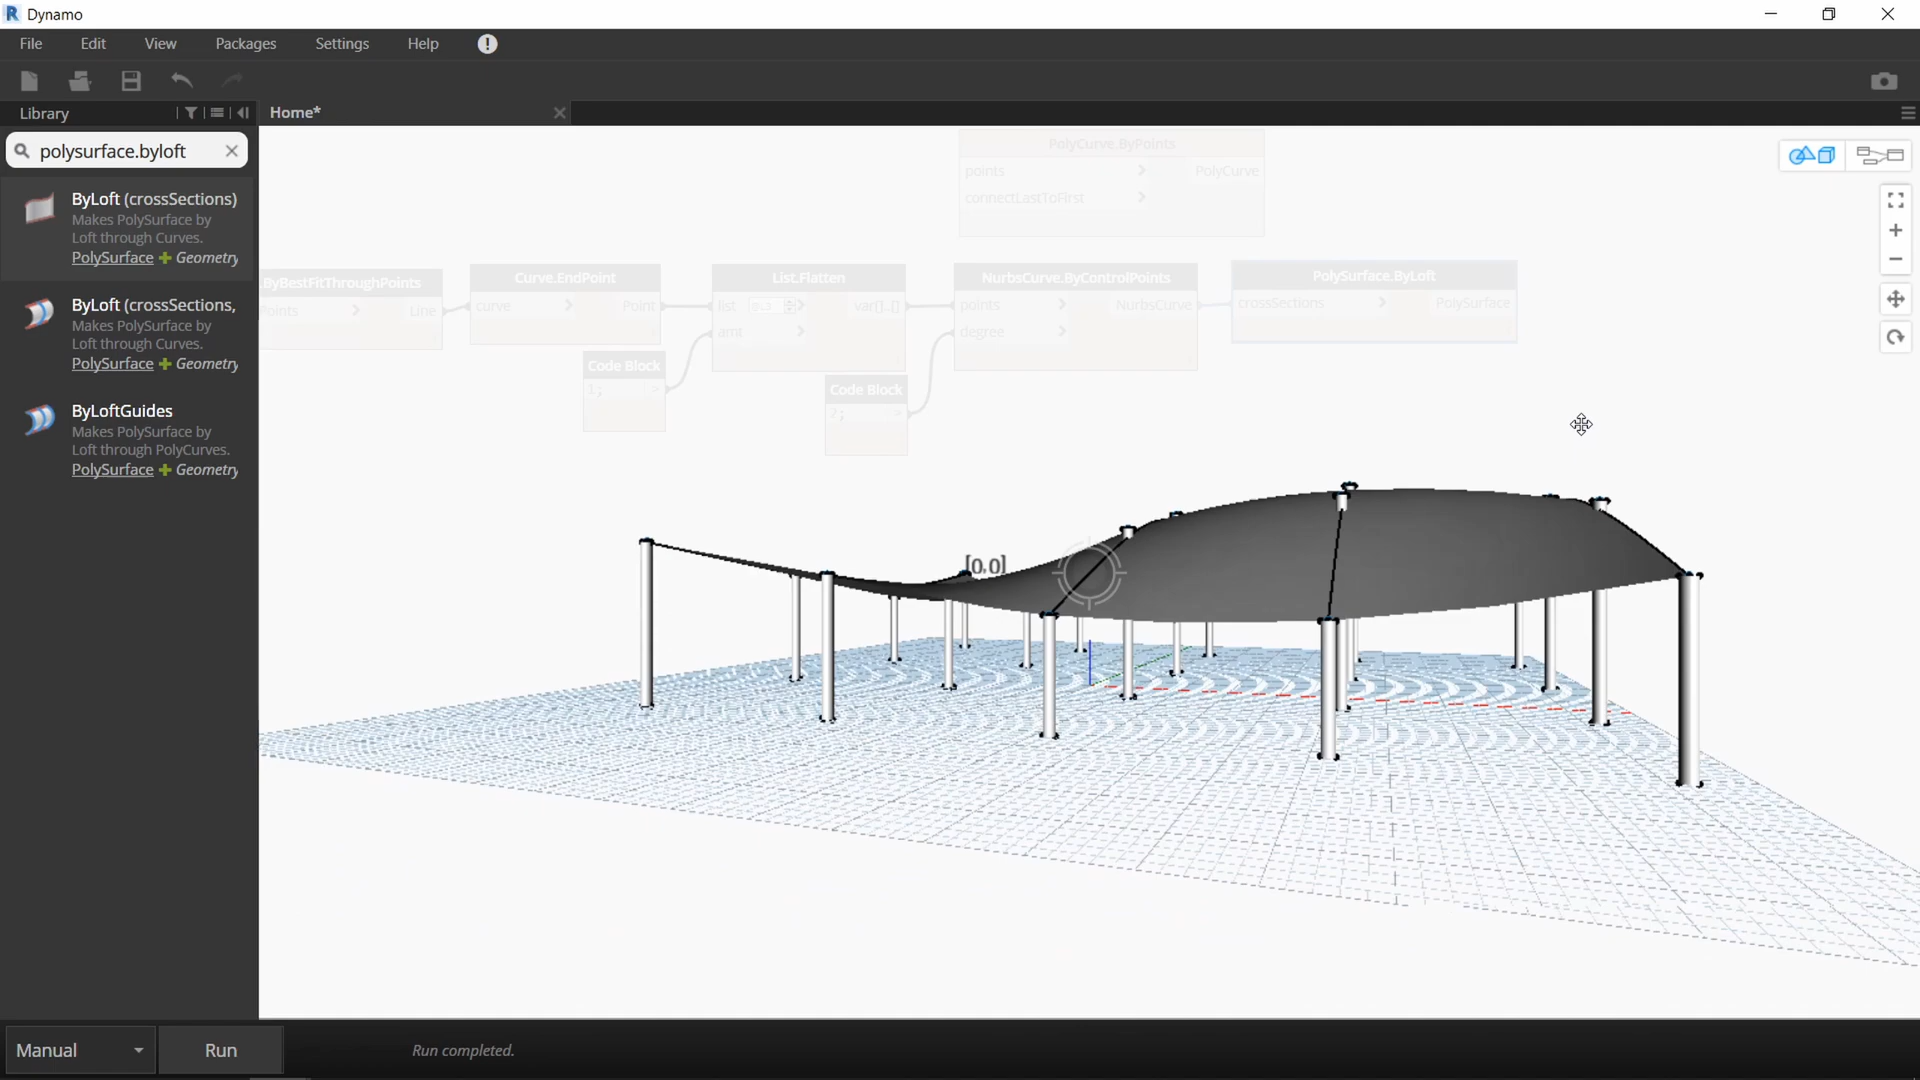 Dynamo
File Edit View Packages Settings Help !
Library
Home*
polysurface.byloft
ByLoft (crossSections)
Makes PolySurface by
Loft through Curves.
PolySurface + Geometry
ByLoft (crossSections,
Makes PolySurface by
Loft through Curves.
PolySurface + Geometry
ByLoftGuides
Makes PolySurface by
Loft through PolyCurves.
PolySurface + Geometry
PolyCurve.ByPoints
points > PolyCurve
connectLastToFirst >
.ByBestFitThroughPoints
Points > Line
Curve.EndPoint
curve > Point
Code Block
1; >
List.Flatten
list > var[]..[]
amt >
Code Block
2; >
NurbsCurve.ByControlPoints
points > NurbsCurve
degree >
PolySurface.ByLoft
crossSections > PolySurface
[0,0]
Manual Run Run completed.